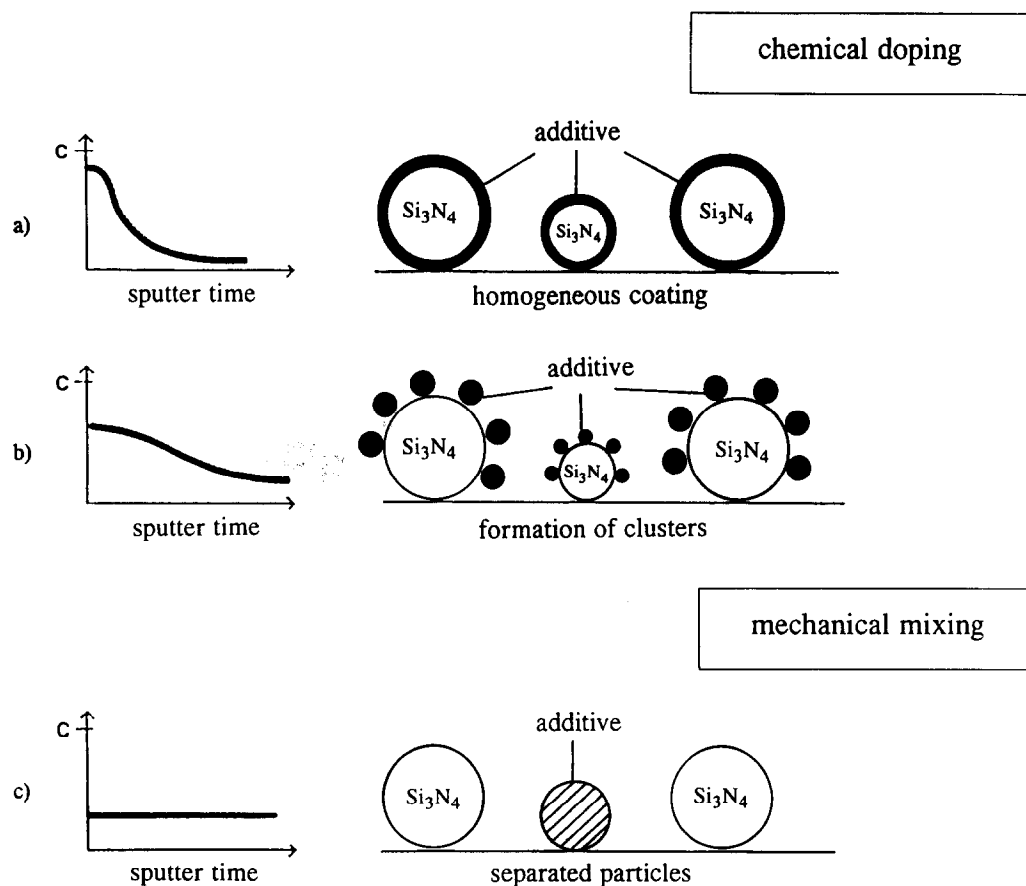 chemical doping
additive
c
a)
Si₃N₄
Si₃N₄
Si₃N₄
sputter time
homogeneous coating
additive
c
b)
Si₃N₄
Si₃N₄
Si₃N₄
sputter time
formation of clusters
mechanical mixing
additive
c
c)
Si₃N₄
Si₃N₄
sputter time
separated particles